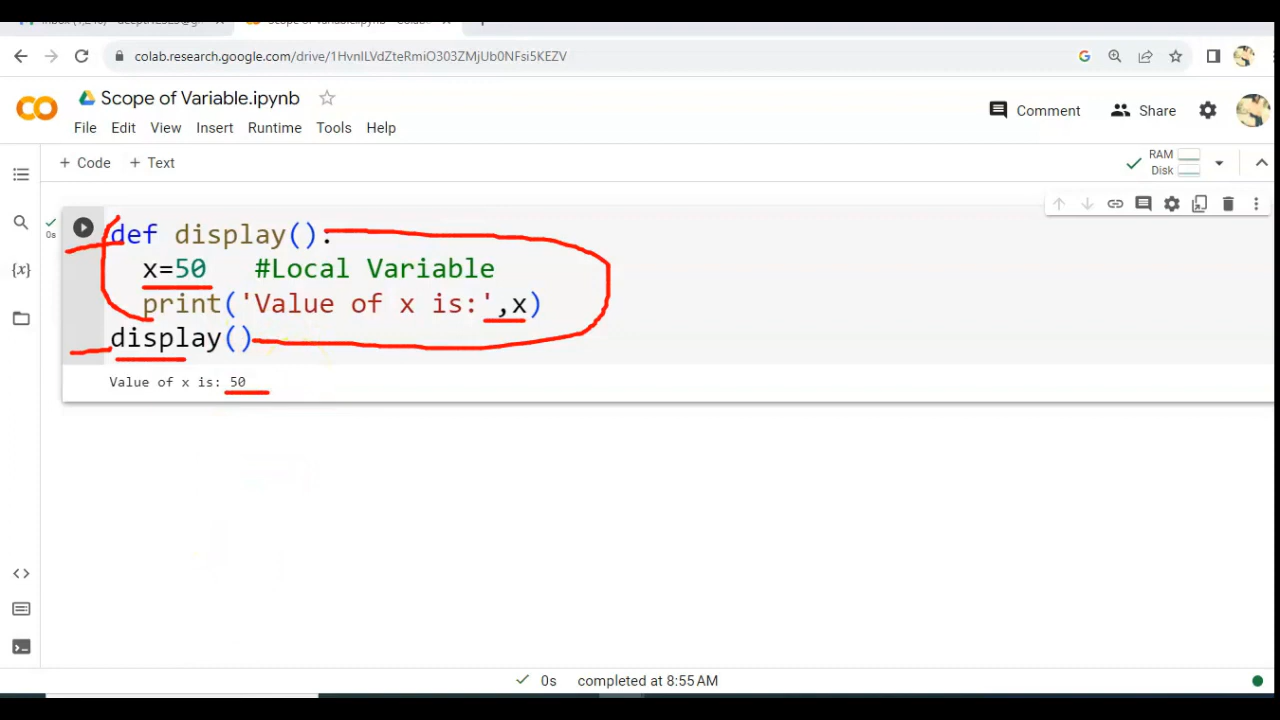 colab.research.google.com/drive/1HvnlLVdZteRmiO303ZMjUb0NFsi5KEZV
Scope of Variable.ipynb
Comment Share
File Edit View Insert Runtime Tools Help
+ Code + Text
RAM
Disk
def display():
0s
x=50 #Local Variable
{x}
print('Value of x is:',x)
display()
Value of x is: 50
0s completed at 8:55 AM